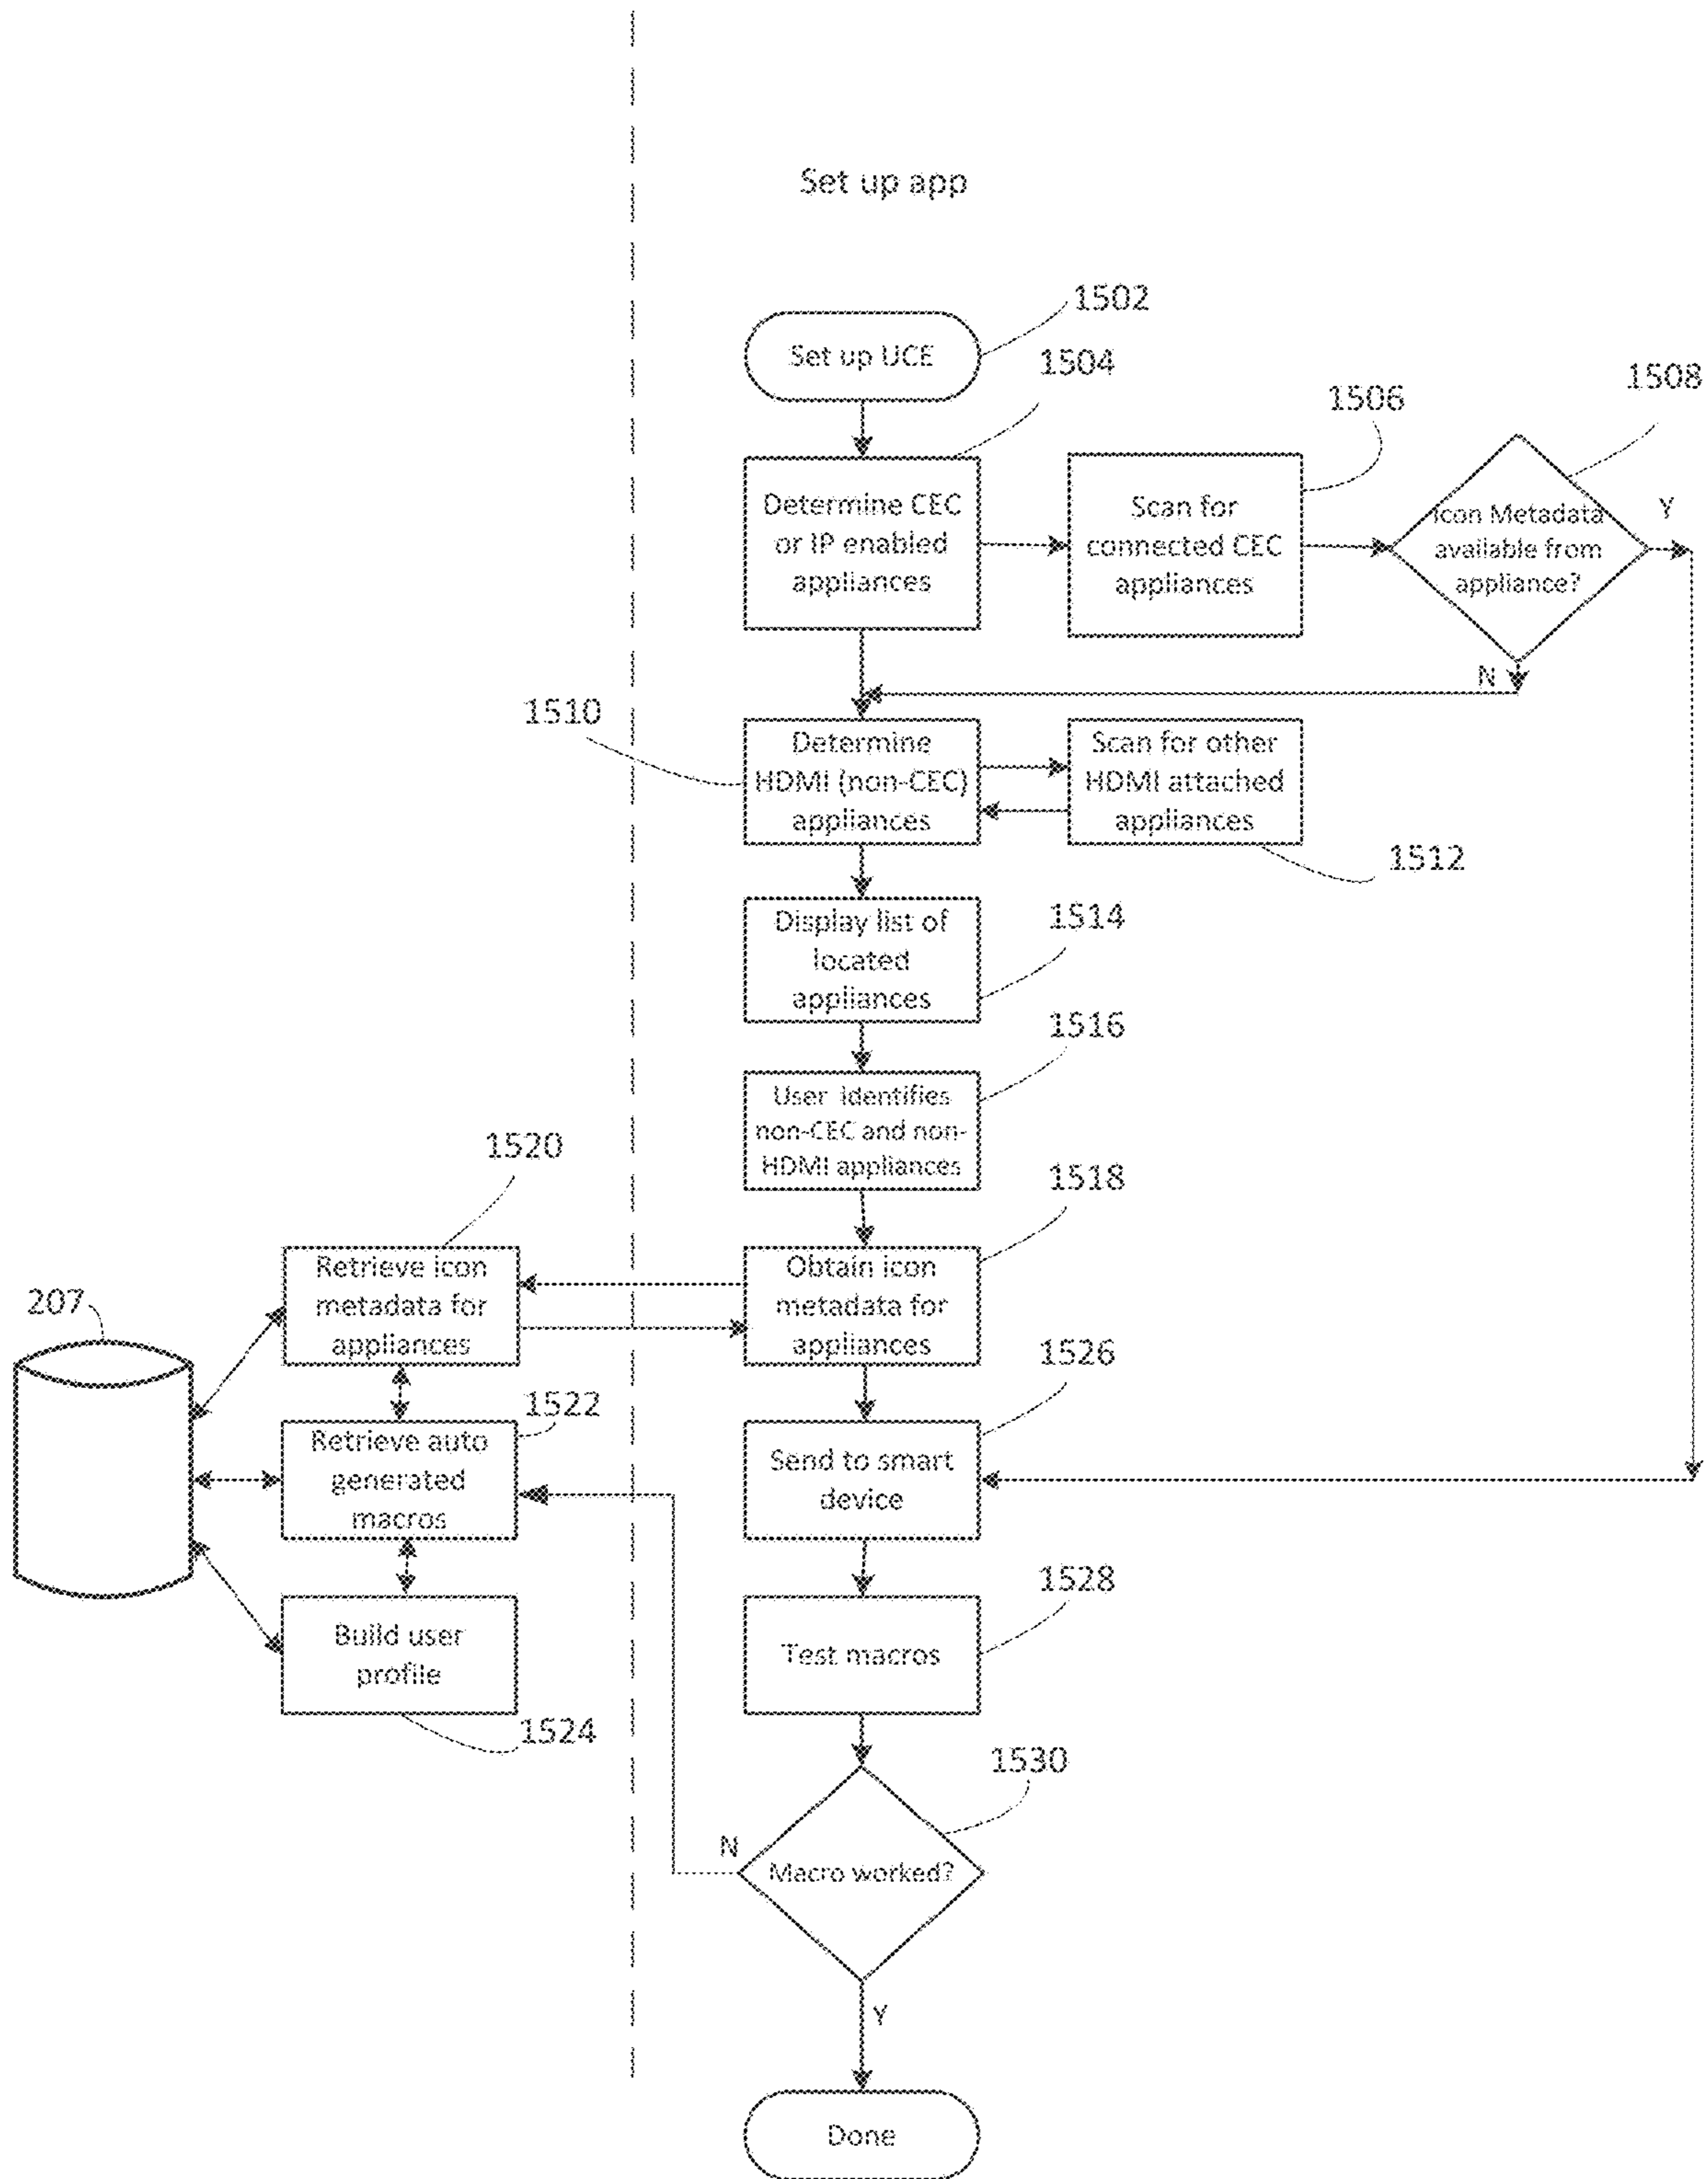 Set up app
1502
Set up UCE
1504
1506
1508
Determine CEC
or IP enabled
appliances
Scan for
connected CEC
appliances
Icon Metadata
available from
appliance?
Y
N
1510
Determine
HDMI (non-CEC)
appliances
Scan for other
HDMI attached
appliances
1512
Display list of
located
appliances
1514
1516
User identifies
non-CEC and non-
HDMI appliances
1520
1518
207
Retrieve icon
metadata for
appliances
Obtain icon
metadata for
appliances
1526
1522
Retrieve auto
generated
macros
Send to smart
device
1528
Build user
profile
1524
Test macros
1530
N
Macro worked?
Y
Done